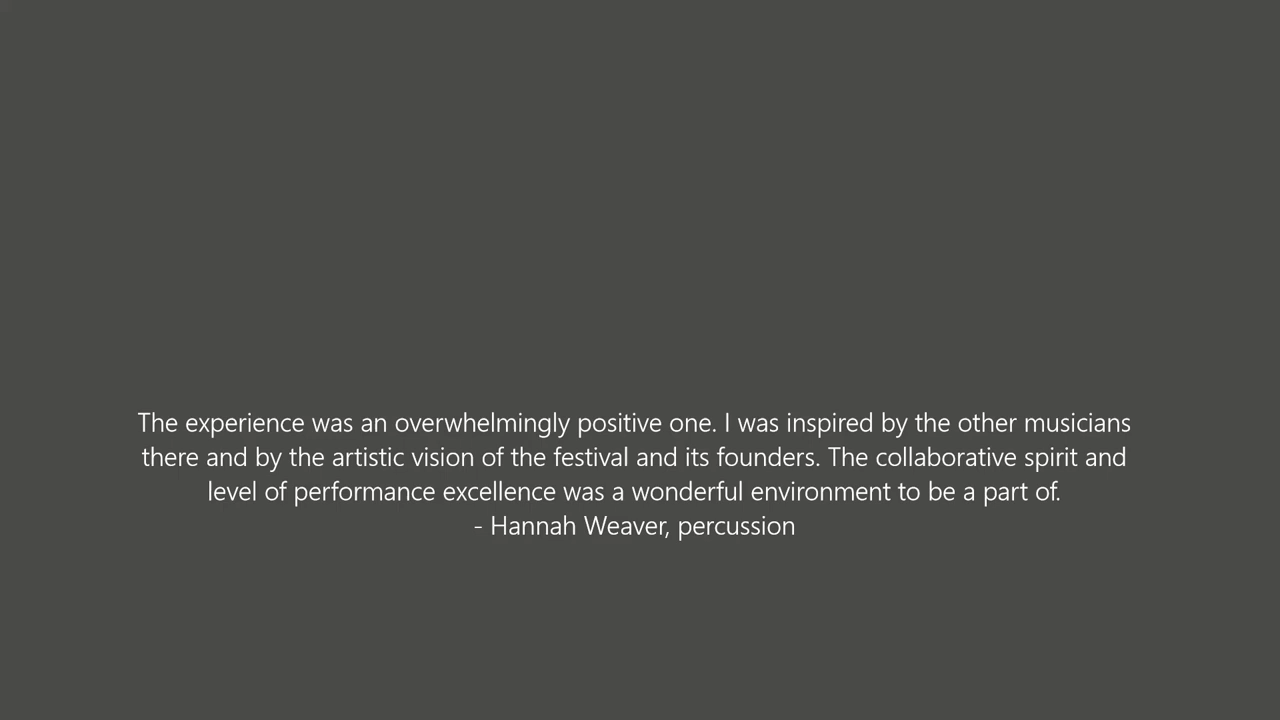 The experience was an overwhelmingly positive one. I was inspired by the other musicians
there and by the artistic vision of the festival and its founders. The collaborative spirit and
level of performance excellence was a wonderful environment to be a part of.
- Hannah Weaver, percussion